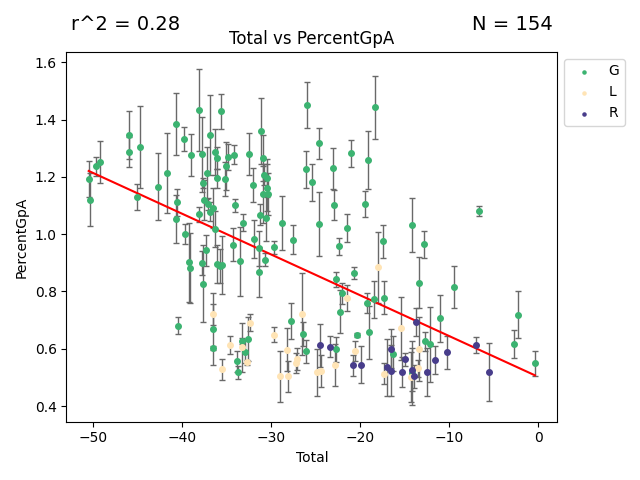 r^2 = 0.28
N = 154
Total vs PercentGpA
PercentGpA
1.6
1.4
1.2
1.0
0.8
0.6
0.4
−50
−40
−30
−20
−10
0
Total
G
L
R